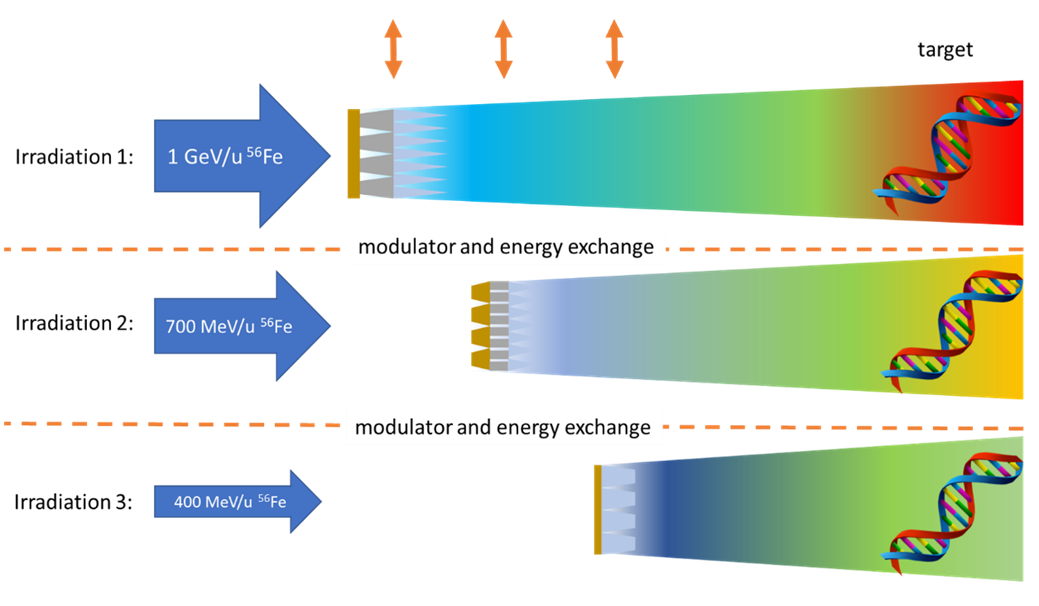 target
Irradiation 1:
1 GeV/u ⁵⁶Fe
modulator and energy exchange
Irradiation 2:
700 MeV/u ⁵⁶Fe
modulator and energy exchange
Irradiation 3:
400 MeV/u ⁵⁶Fe